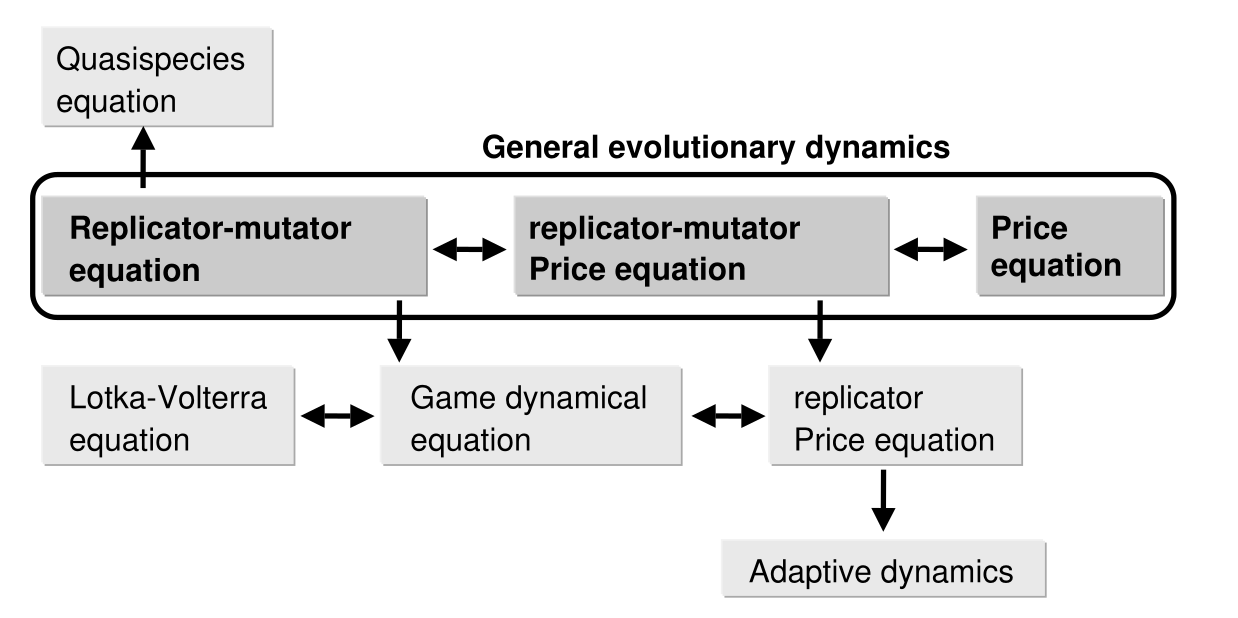 Quasispecies
equation
General evolutionary dynamics
Replicator-mutator
equation
replicator-mutator
Price equation
Price
equation
Lotka-Volterra
equation
Game dynamical
equation
replicator
Price equation
Adaptive dynamics